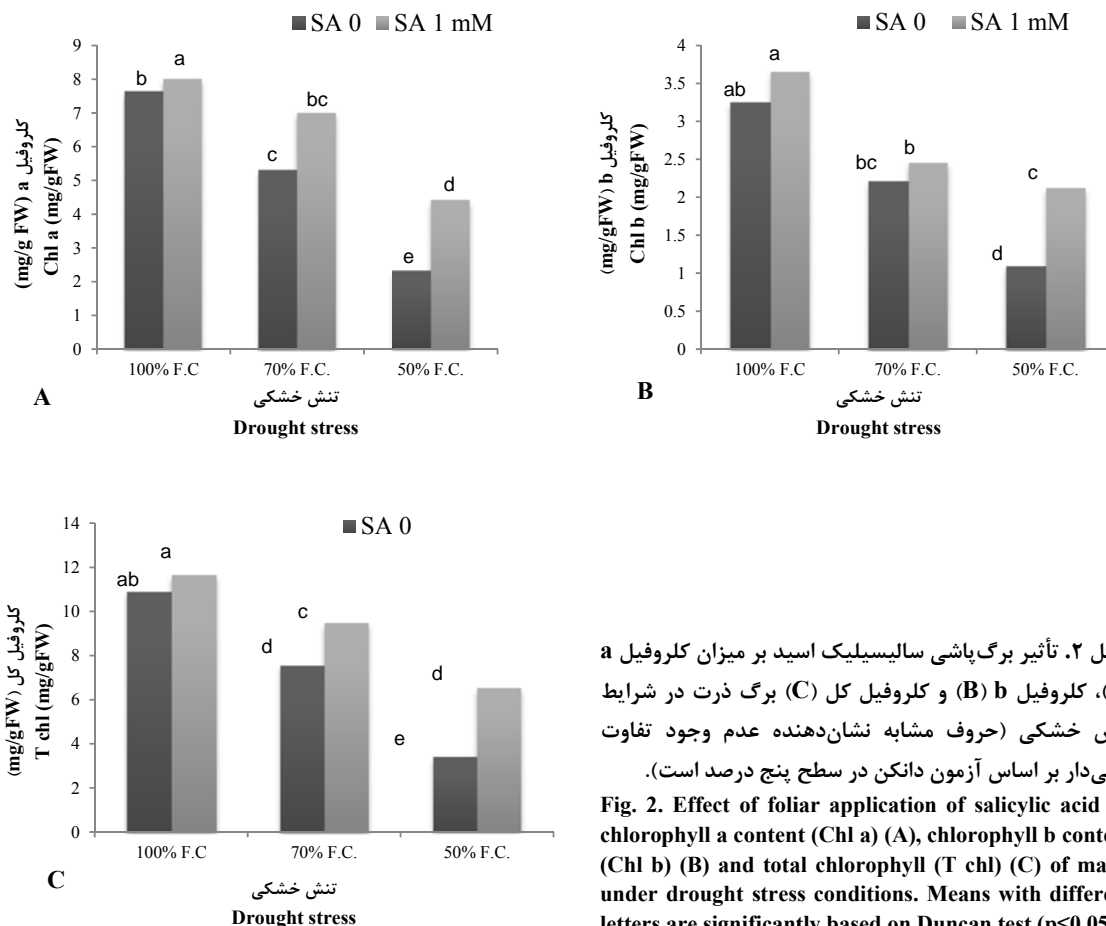 SA 0 SA 1 mM
9
8
7
6
5
4
3
2
1
0
b
a
c
bc
e
d
کلروفیل a (mg/g FW)
Chl a (mg/gFW)
100% F.C
70% F.C.
50% F.C.
تنش خشکی
Drought stress
A
SA 0 SA 1 mM
4
3.5
3
2.5
2
1.5
1
0.5
0
ab
a
bc
b
d
c
کلروفیل b (mg/gFW)
Chl b (mg/gFW)
100% F.C
70% F.C.
50% F.C.
تنش خشکی
Drought stress
B
SA 0
14
12
10
8
6
4
2
0
ab
a
d
c
e
d
کلروفیل کل (mg/gFW)
T chl (mg/gFW)
100% F.C
70% F.C.
50% F.C.
تنش خشکی
Drought stress
C
۲. تأثیر برگ‌پاشی سالیسیلیک اسید بر میزان کلروفیل a
، کلروفیل b (B) و کلروفیل کل (C) برگ ذرت در شرایط
خشکی (حروف مشابه نشان‌دهنده عدم وجود تفاوت
بر اساس آزمون دانکن در سطح پنج درصد است).
Fig. 2. Effect of foliar application of salicylic acid
chlorophyll a content (Chl a) (A), chlorophyll b
(Chl b) (B) and total chlorophyll (T chl) (C) of
under drought stress conditions. Means with
letters are significantly based on Duncan test (p≤0.05